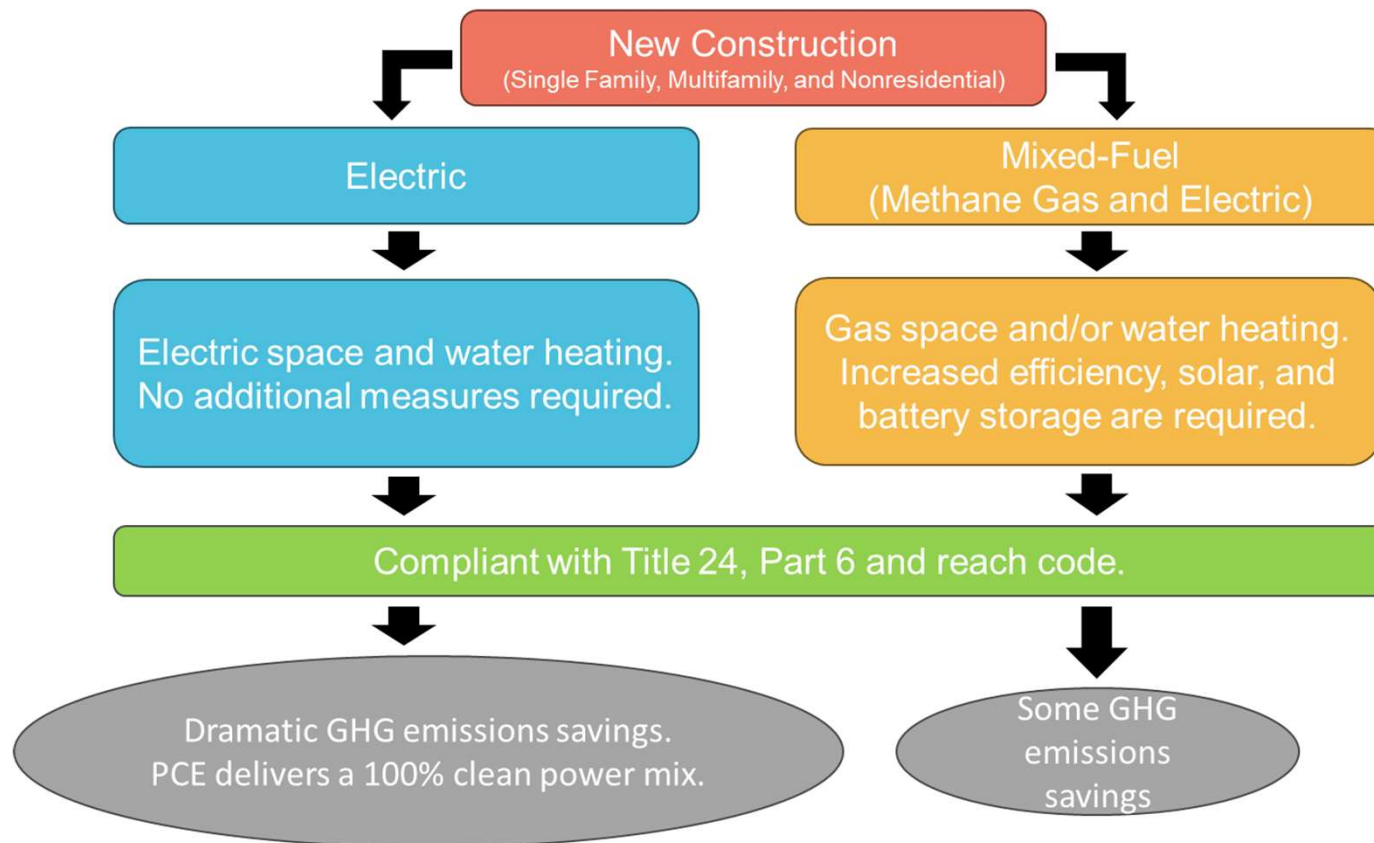 New Construction
(Single Family, Multifamily, and Nonresidential)
Electric
Mixed-Fuel
(Methane Gas and Electric)
Electric space and water heating.
No additional measures required.
Gas space and/or water heating.
Increased efficiency, solar, and
battery storage are required.
Compliant with Title 24, Part 6 and reach code.
Dramatic GHG emissions savings.
PCE delivers a 100% clean power mix.
Some GHG
emissions
savings